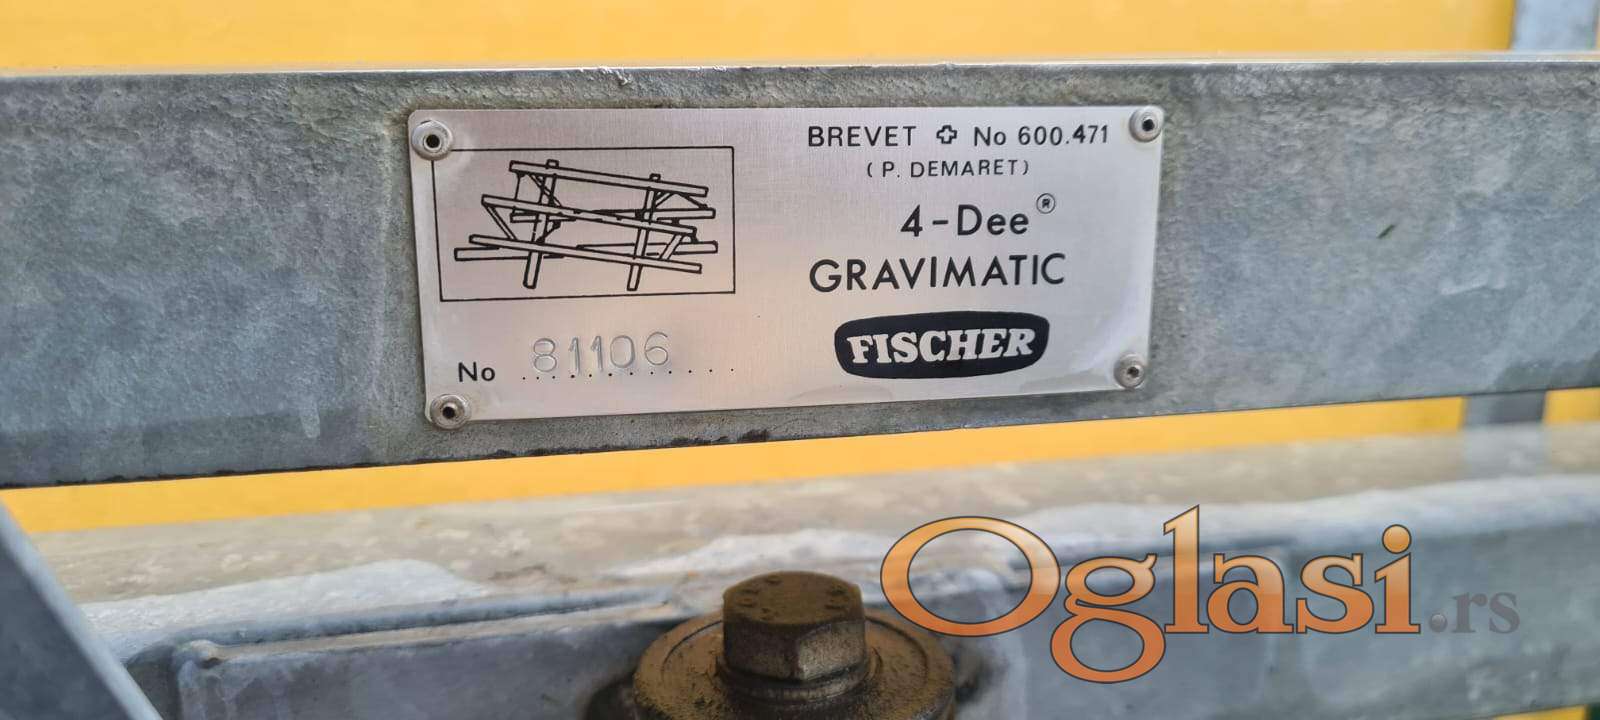 BREVET ✚ No 600.471
(P. DEMARET)
4-Dee®
GRAVIMATIC
FISCHER
No 81106
Oglasi.rs